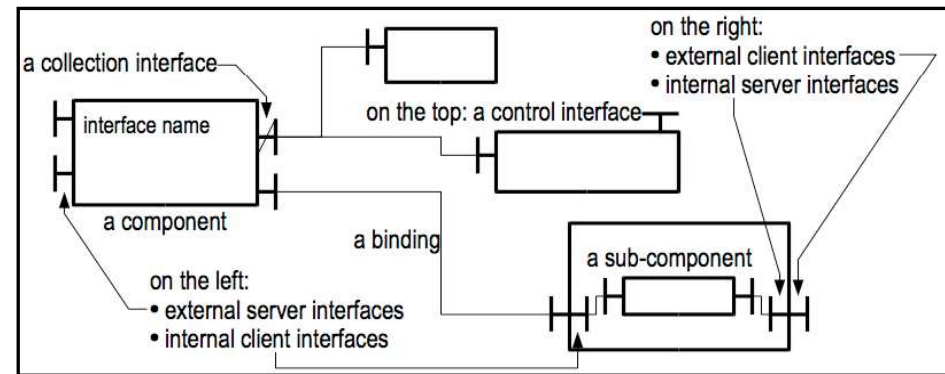 on the right:
• external client interfaces
• internal server interfaces
a collection interface
interface name
on the top: a control interface
a component
a binding
a sub-component
on the left:
• external server interfaces
• internal client interfaces